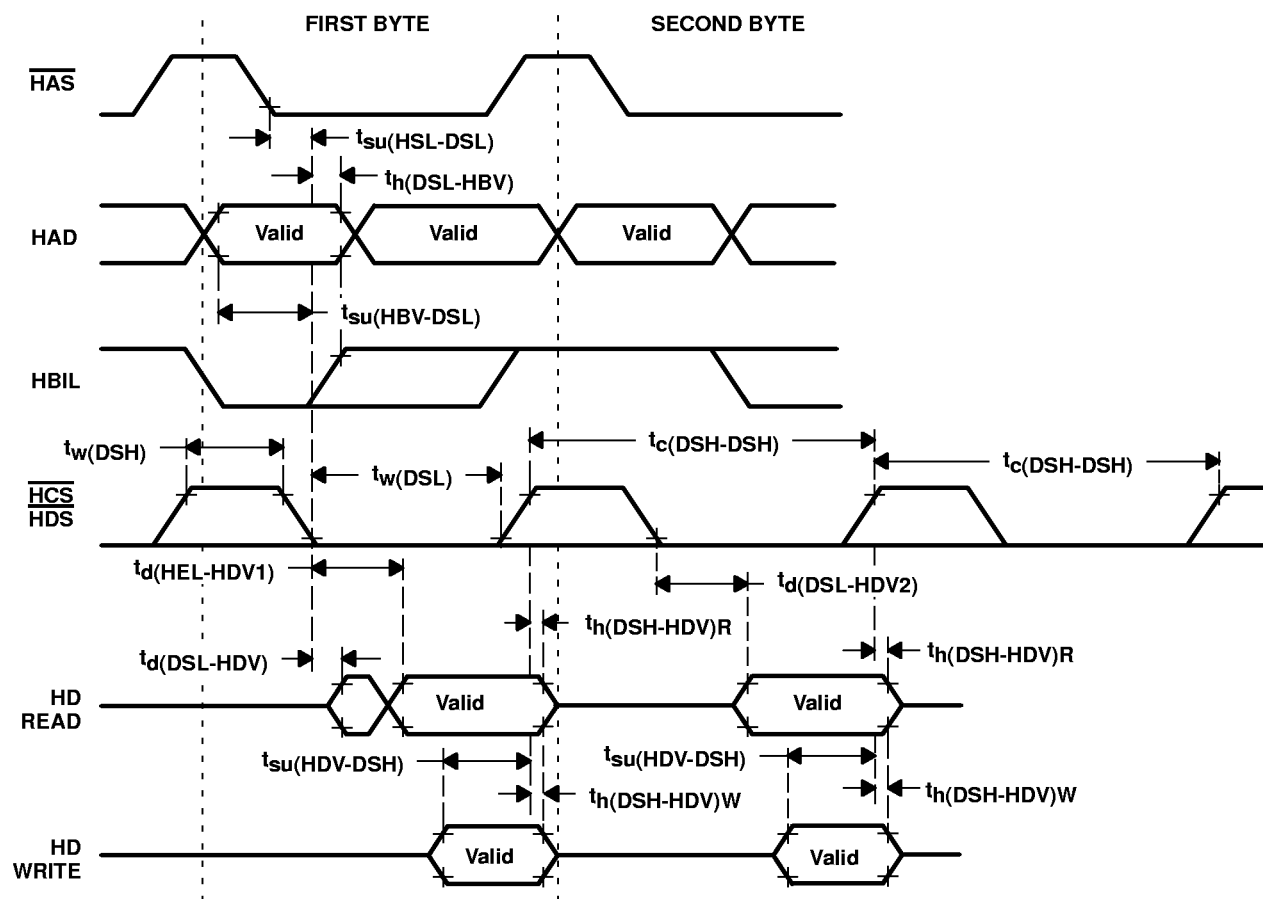 FIRST BYTE
SECOND BYTE
HAS
tsu(HSL-DSL)
th(DSL-HBV)
HAD
Valid
Valid
Valid
tsu(HBV-DSL)
HBIL
tw(DSH)
tc(DSH-DSH)
tc(DSH-DSH)
tw(DSL)
HCS
HDS
td(HEL-HDV1)
td(DSL-HDV2)
th(DSH-HDV)R
td(DSL-HDV)
th(DSH-HDV)R
HD
READ
Valid
Valid
tsu(HDV-DSH)
tsu(HDV-DSH)
th(DSH-HDV)W
th(DSH-HDV)W
HD
WRITE
Valid
Valid